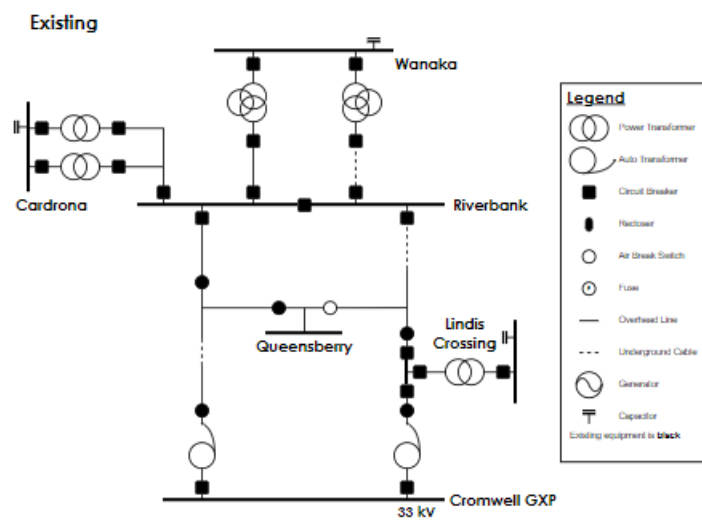 Existing
Wanaka
Cardrona
Riverbank
Queensberry
Lindis
Crossing
Cromwell GXP
33 kV
Legend
Power Transformer
Auto Transformer
Circuit Breaker
Recloser
Air Break Switch
Fuse
Overhead Line
Underground Cable
Generator
Capacitor
Existing equipment is black